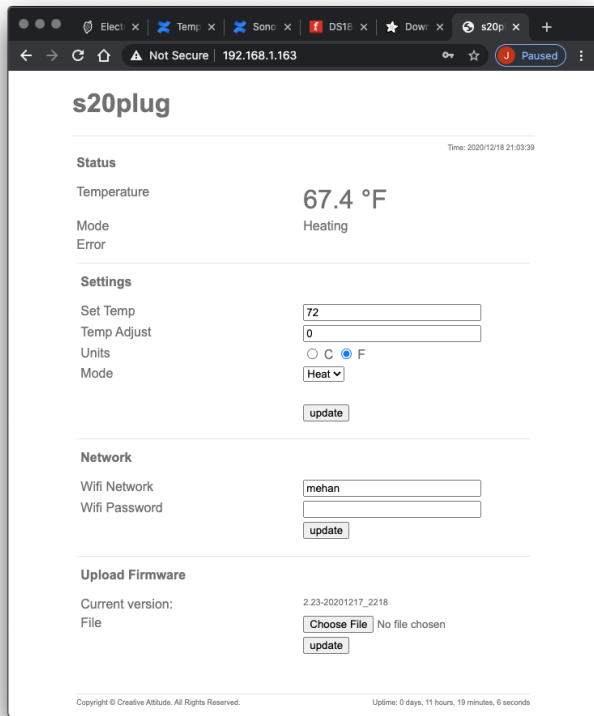 Elect
Temp
Sono
DS18
Down
s20pl
Not Secure
192.168.1.163
J
Paused
s20plug
Time: 2020/12/18 21:03:39
Status
Temperature
67.4 °F
Mode
Heating
Error
Settings
Set Temp
72
Temp Adjust
0
Units
C F
Mode
Heat
update
Network
Wifi Network
mehan
Wifi Password
update
Upload Firmware
Current version:
2.23-20201217_2218
File
Choose File No file chosen
update
Copyright © Creative Attitude. All Rights Reserved.
Uptime: 0 days, 11 hours, 19 minutes, 6 seconds